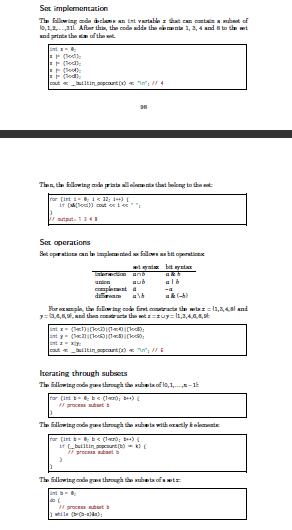 Set implementation
The following code declares an int variable x that can contain a subset of
{0,1,2,...,31}. After this, the code adds the elements 1, 3, 4 and 8 to the set
and prints the size of the set.
int x = 0;
x |= (1<<1);
x |= (1<<3);
x |= (1<<4);
x |= (1<<8);
cout << __builtin_popcount(x) << "\n"; // 4
98
Then, the following code prints all elements that belong to the set:
for (int i = 0; i < 32; i++) {
if (x&(1<<i)) cout << i << " ";
}
// output: 1 3 4 8
Set operations
Set operations can be implemented as follows as bit operations:
set syntax bit syntax
intersection a ∩ b a & b
union a ∪ b a | b
complement ā ~a
difference a \ b a & (~b)
For example, the following code first constructs the sets x = {1,3,4,8} and
y = {3,6,8,9}, and then constructs the set z = x ∪ y = {1,3,4,6,8,9}:
int x = (1<<1)|(1<<3)|(1<<4)|(1<<8);
int y = (1<<3)|(1<<6)|(1<<8)|(1<<9);
int z = x|y;
cout << __builtin_popcount(z) << "\n"; // 6
Iterating through subsets
The following code goes through the subsets of {0,1,...,n − 1}:
for (int b = 0; b < (1<<n); b++) {
// process subset b
}
The following code goes through the subsets with exactly k elements:
for (int b = 0; b < (1<<n); b++) {
if (__builtin_popcount(b) == k) {
// process subset b
}
}
The following code goes through the subsets of a set x:
int b = 0;
do {
// process subset b
} while (b=(b-x)&x);